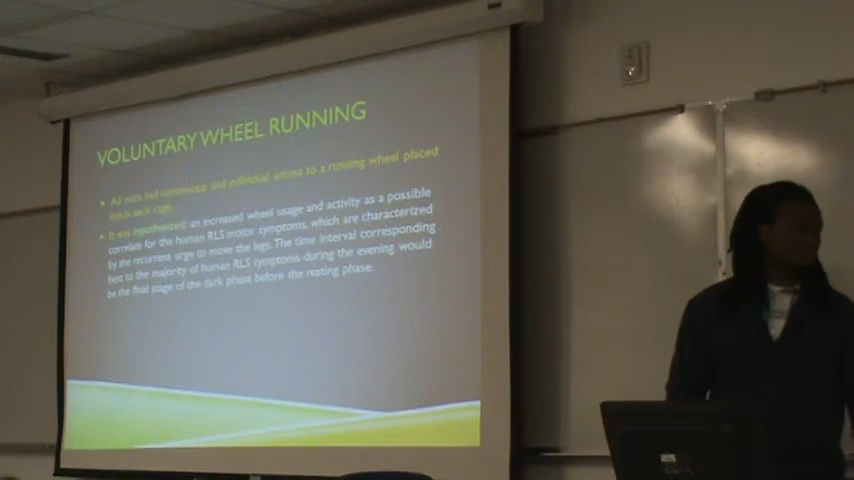 VOLUNTARY WHEEL RUNNING
All mice had continuous and individual access to a running wheel placed
inside each cage.
It was hypothesized: an increased wheel usage and activity as a possible
correlate for the human RLS motor symptoms, which are characterized
by the recurrent urge to move the legs. The time interval corresponding
best to the majority of human RLS symptoms during the evening would
be the final stage of the dark phase before the resting phase.